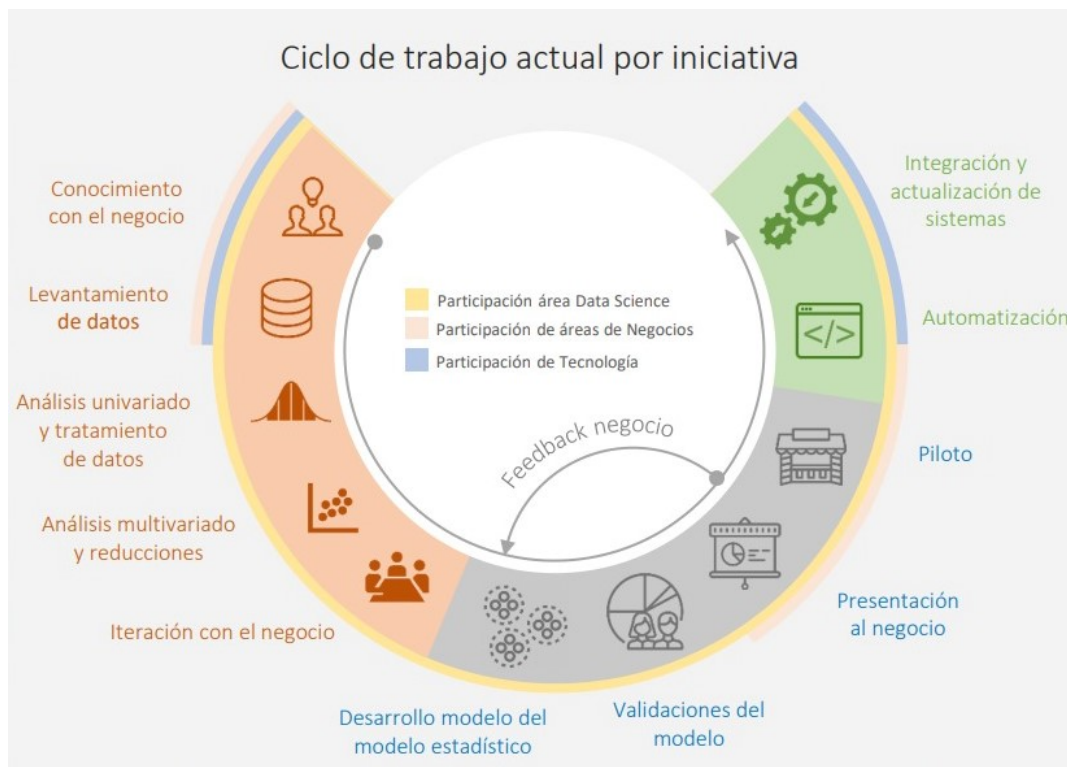 Ciclo de trabajo actual por iniciativa
Conocimiento
con el negocio
Levantamiento
de datos
Análisis univariado
y tratamiento
de datos
Análisis multivariado
y reducciones
Iteración con el negocio
Desarrollo modelo del
modelo estadístico
Validaciones del
modelo
Presentación
al negocio
Piloto
Automatización
Integración y
actualización de
sistemas
Participación área Data Science
Participación de áreas de Negocios
Participación de Tecnología
Feedback negocio
</>